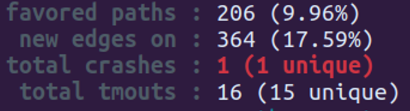 favored paths : 206 (9.96%)
new edges on : 364 (17.59%)
total crashes : 1 (1 unique)
total tmouts : 16 (15 unique)